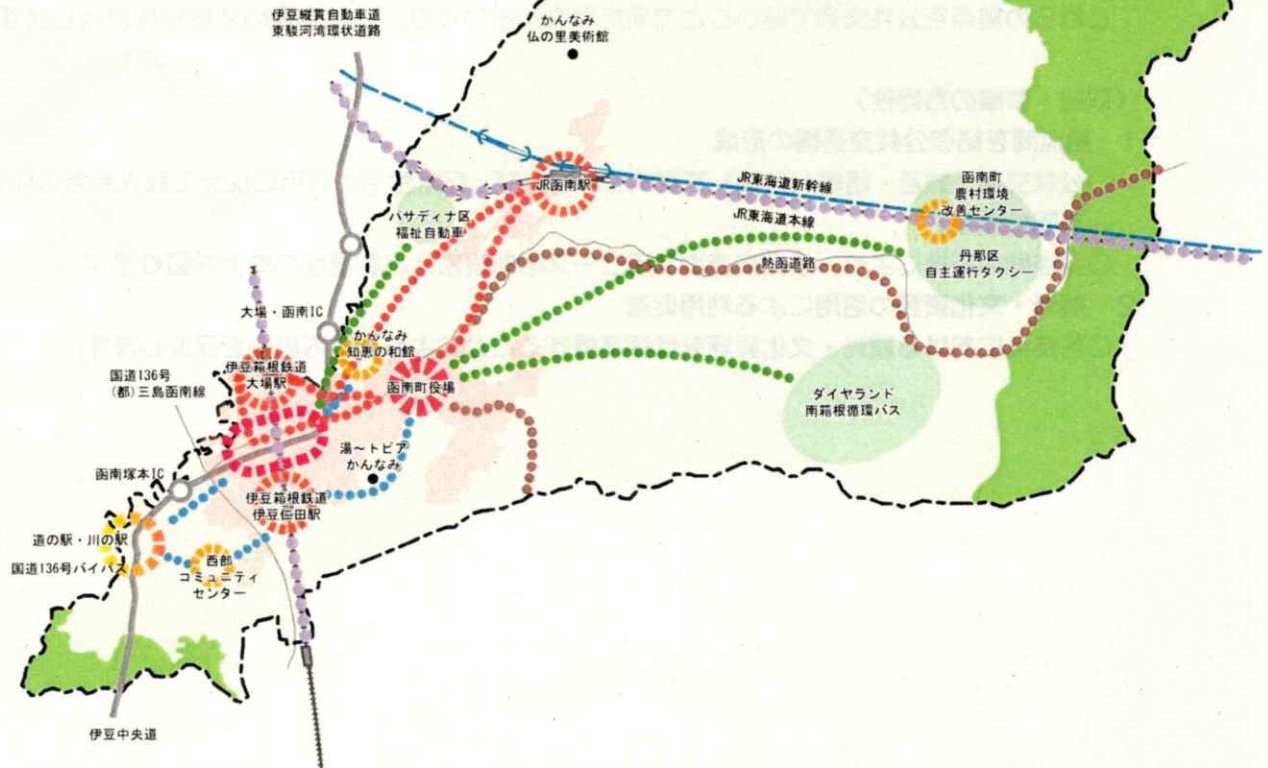 伊豆縦貫自動車道
東駿河湾環状道路
かんなみ
仏の里美術館
JR函南駅
JR東海道新幹線
JR東海道本線
函南町
農村環境
改善センター
パサディナ区
福祉自動車
熱函道路
丹那区
自主運行タクシー
大場・函南IC
かんなみ
知恵の和館
伊豆箱根鉄道
大場駅
函南町役場
国道136号
(都)三島函南線
ダイヤランド
南箱根循環バス
湯〜トピア
かんなみ
函南塚本IC
伊豆箱根鉄道
伊豆仁田駅
道の駅・川の駅
国道136号バイパス
西部
コミュニティ
センター
伊豆中央道